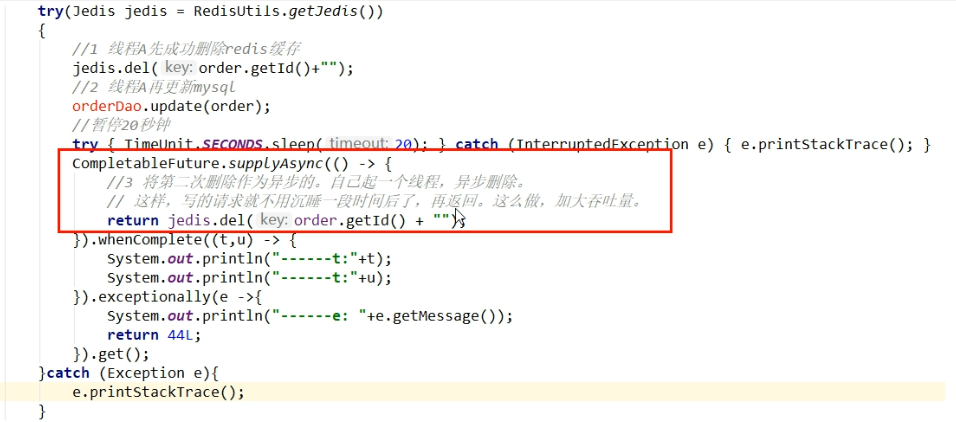 try(Jedis jedis = RedisUtils.getJedis())
{
//1 线程A先成功删除redis缓存
jedis.del( key: order.getId()+"");
//2 线程A再更新mysql
orderDao.update(order);
//暂停20秒钟
try { TimeUnit.SECONDS.sleep( timeout: 20); } catch (InterruptedException e) { e.printStackTrace(); }
CompletableFuture.supplyAsync(() -> {
//3 将第二次删除作为异步的。自己起一个线程，异步删除。
// 这样，写的请求就不用沉睡一段时间后了，再返回。这么做，加大吞吐量。
return jedis.del( key: order.getId() + "");
}).whenComplete((t,u) -> {
System.out.println("------t:"+t);
System.out.println("------t:"+u);
}).exceptionally(e ->{
System.out.println("------e: "+e.getMessage());
return 44L;
}).get();
}catch (Exception e){
e.printStackTrace();
}